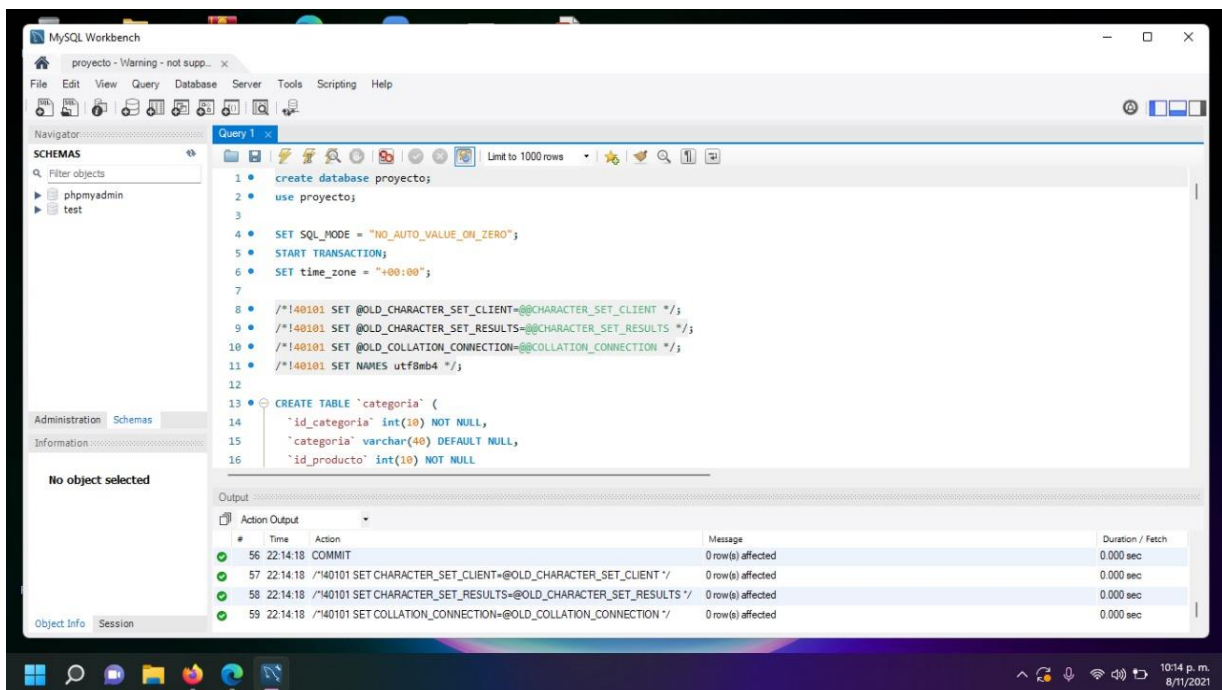 MySQL Workbench
proyecto - Warning - not supp...
File Edit View Query Database Server Tools Scripting Help
Navigator
SCHEMAS
Filter objects
phpmyadmin
test
Administration Schemas
Information
No object selected
Object Info Session
Query 1
Limit to 1000 rows
1 create database proyecto;
2 use proyecto;
3
4 SET SQL_MODE = "NO_AUTO_VALUE_ON_ZERO";
5 START TRANSACTION;
6 SET time_zone = "+00:00";
7
8 /*!40101 SET @OLD_CHARACTER_SET_CLIENT=@@CHARACTER_SET_CLIENT */;
9 /*!40101 SET @OLD_CHARACTER_SET_RESULTS=@@CHARACTER_SET_RESULTS */;
10 /*!40101 SET @OLD_COLLATION_CONNECTION=@@COLLATION_CONNECTION */;
11 /*!40101 SET NAMES utf8mb4 */;
12
13 CREATE TABLE `categoria` (
14 `id_categoria` int(10) NOT NULL,
15 `categoria` varchar(40) DEFAULT NULL,
16 `id_producto` int(10) NOT NULL
Output
Action Output
# Time Action Message Duration / Fetch
56 22:14:18 COMMIT 0 row(s) affected 0.000 sec
57 22:14:18 /*!40101 SET CHARACTER_SET_CLIENT=@OLD_CHARACTER_SET_CLIENT */ 0 row(s) affected 0.000 sec
58 22:14:18 /*!40101 SET CHARACTER_SET_RESULTS=@OLD_CHARACTER_SET_RESULTS */ 0 row(s) affected 0.000 sec
59 22:14:18 /*!40101 SET COLLATION_CONNECTION=@OLD_COLLATION_CONNECTION */ 0 row(s) affected 0.000 sec
10:14 p. m.
8/11/2021